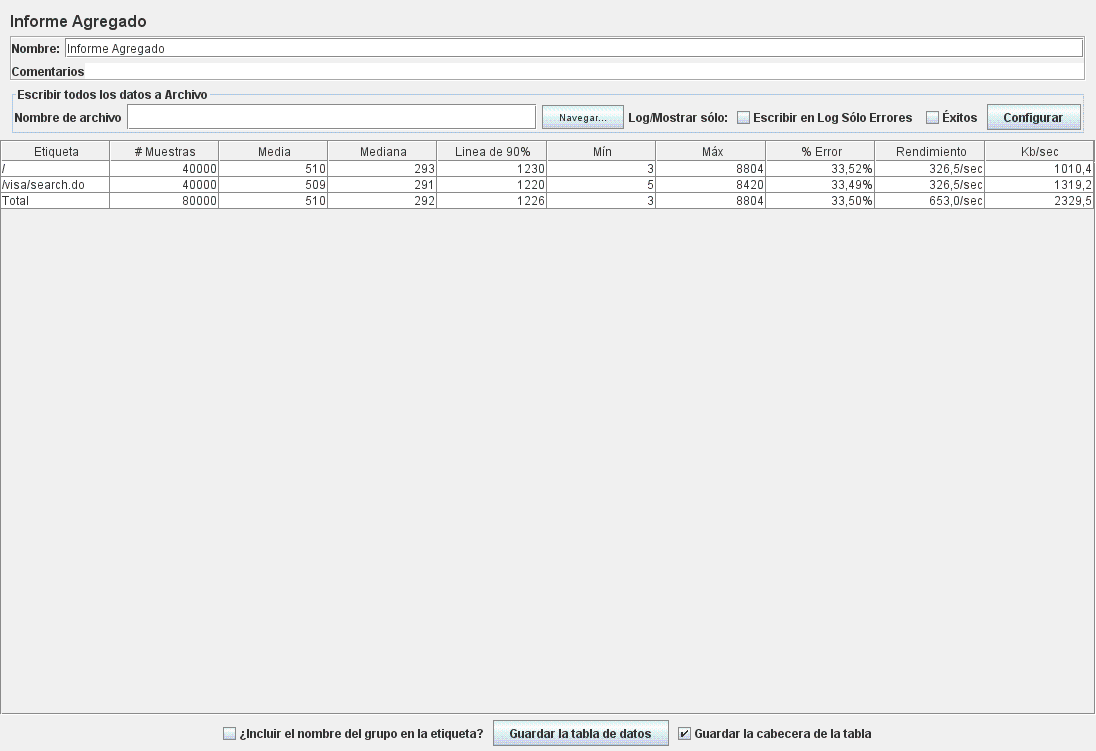 Informe Agregado
Nombre: Informe Agregado
Comentarios
Escribir todos los datos a Archivo
Nombre de archivo Navegar... Log/Mostrar sólo: Escribir en Log Sólo Errores Éxitos Configurar
Etiqueta # Muestras Media Mediana Linea de 90% Mín Máx % Error Rendimiento Kb/sec
/ 40000 510 293 1230 3 8804 33,52% 326,5/sec 1010,4
/visa/search.do 40000 509 291 1220 5 8420 33,49% 326,5/sec 1319,2
Total 80000 510 292 1226 3 8804 33,50% 653,0/sec 2329,5
¿Incluir el nombre del grupo en la etiqueta? Guardar la tabla de datos Guardar la cabecera de la tabla